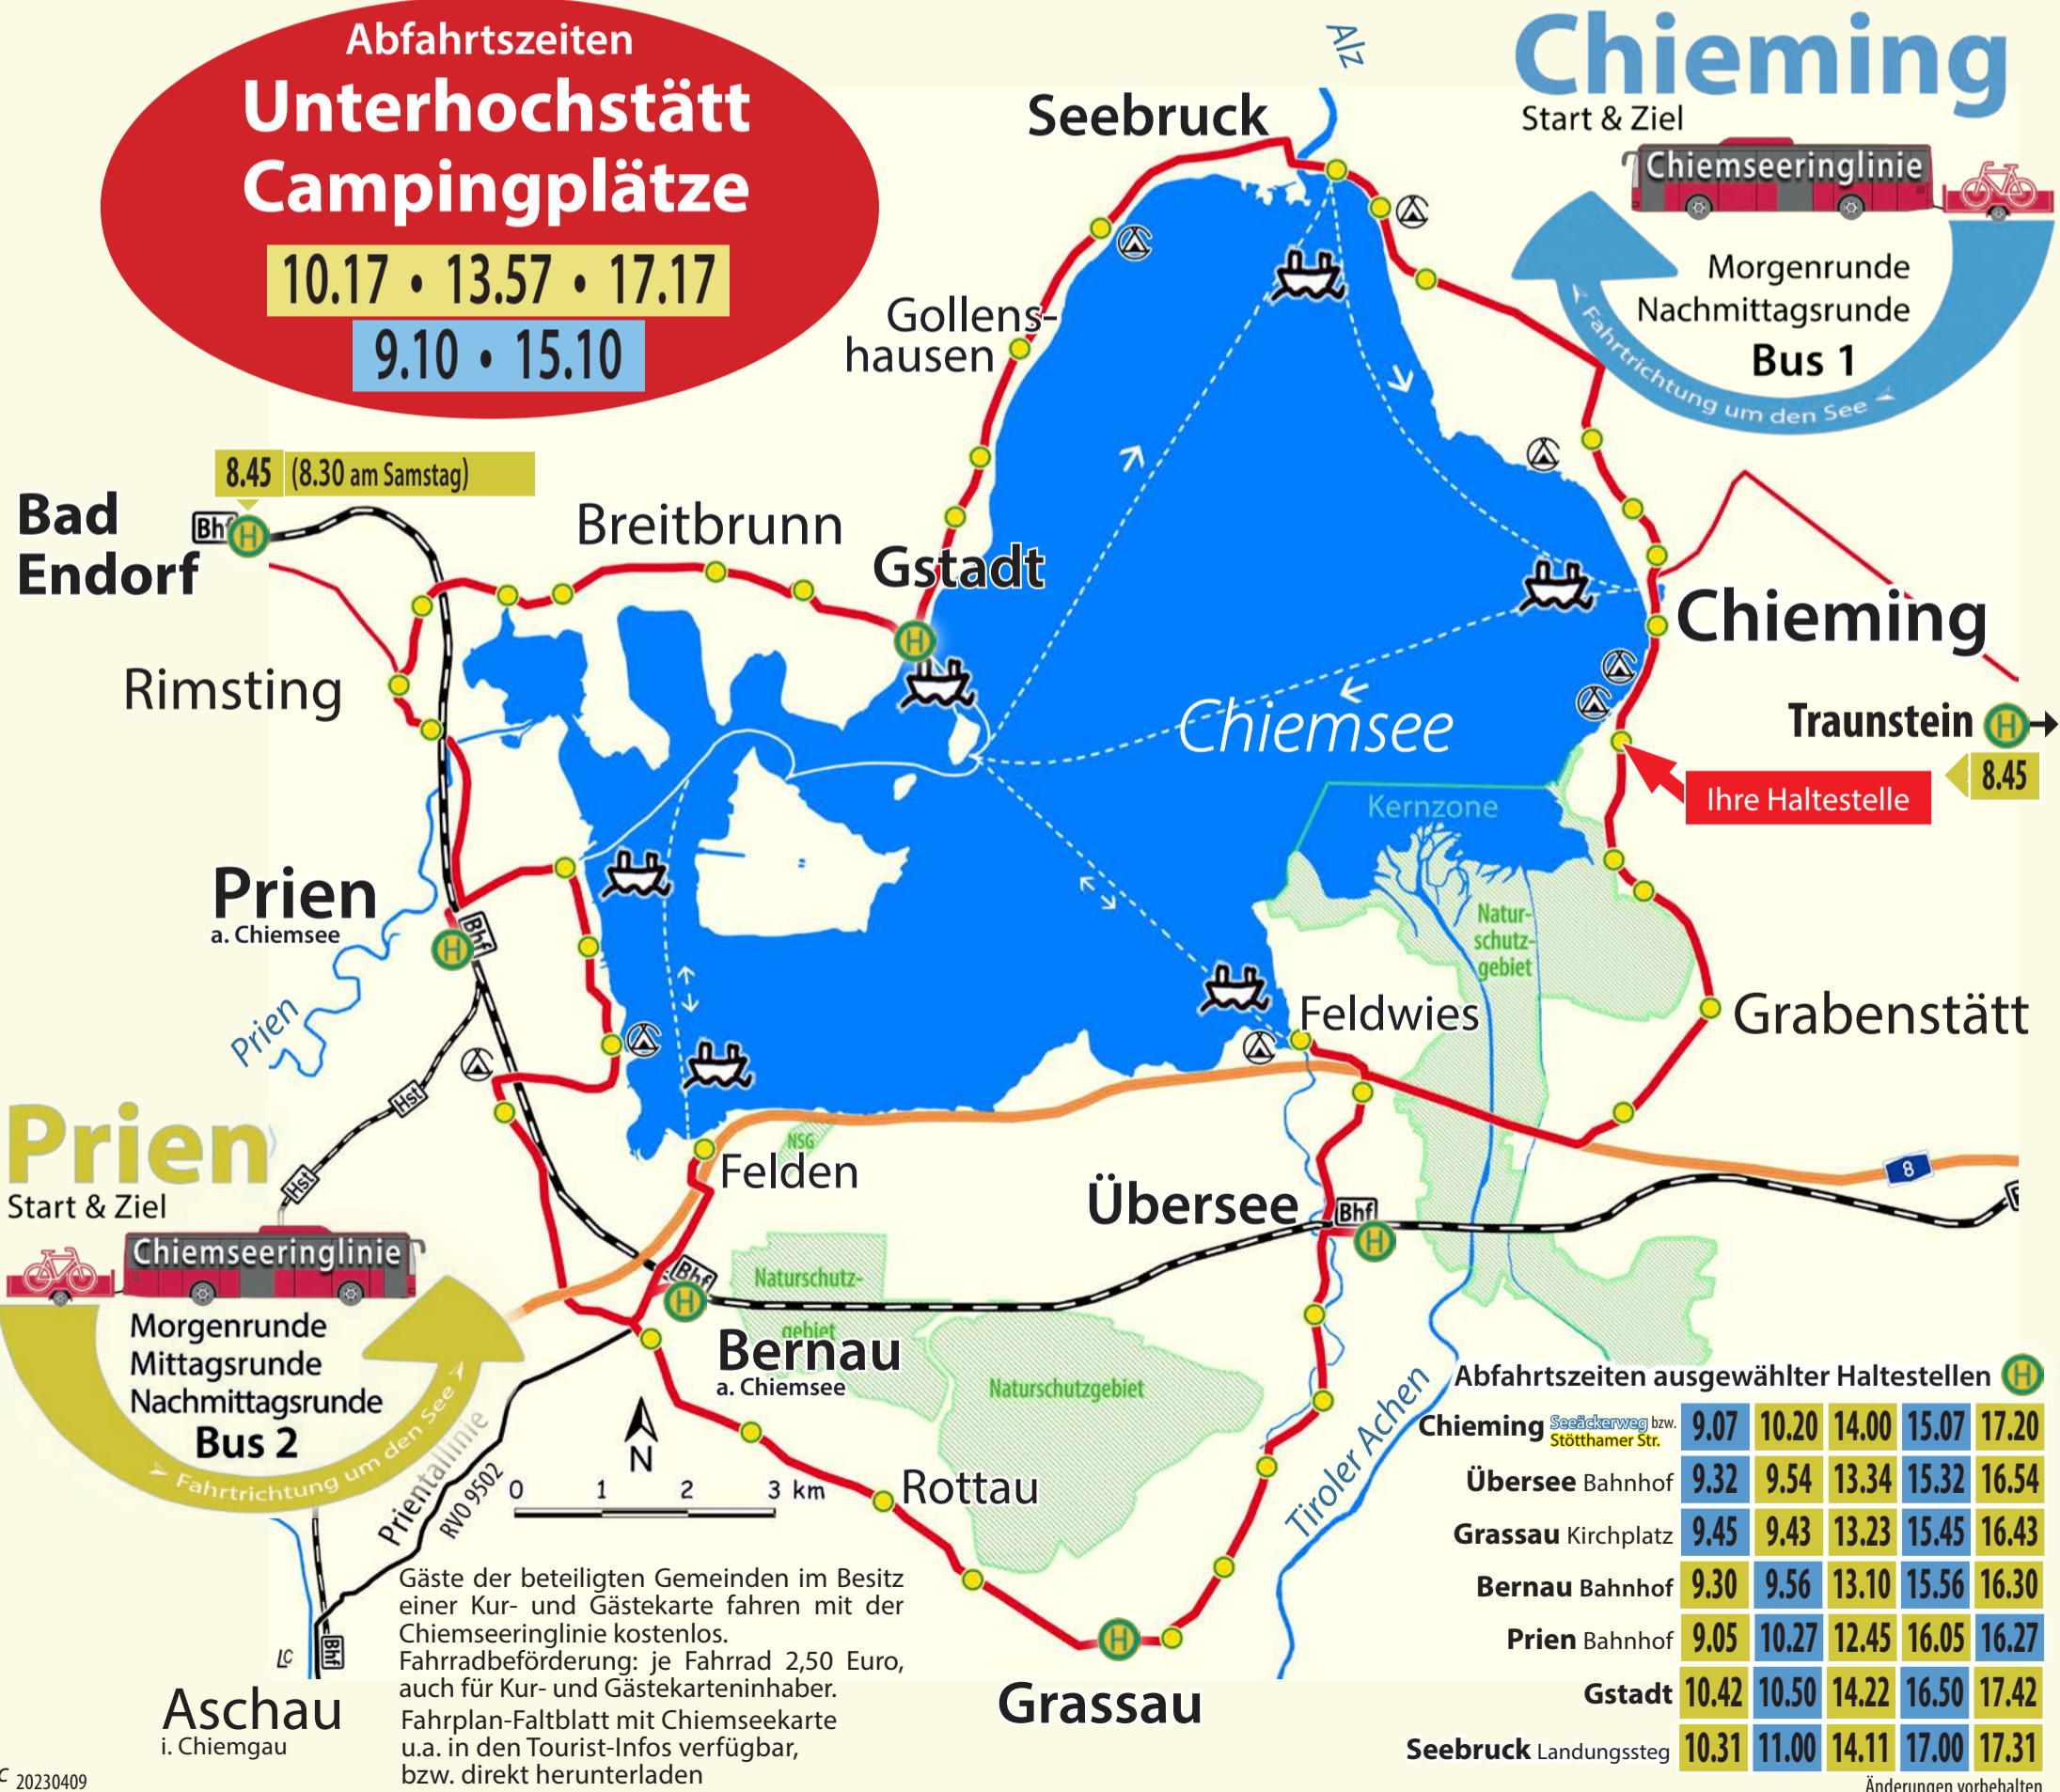 Abfahrtszeiten
Unterhochstätt
Campingplätze
10.17 • 13.57 • 17.17
9.10 • 15.10
Alz
Chieming
Start & Ziel
Chiemseeringlinie
Morgenrunde
Nachmittagsrunde
Bus 1
Fahrtrichtung um den See
Seebruck
Gollens-
hausen
8.45 (8.30 am Samstag)
Bad
Endorf
Bhf H
Breitbrunn
Gstadt
H
Rimsting
Chieming
Chiemsee
Traunstein H
8.45
Ihre Haltestelle
Kernzone
Prien
a. Chiemsee
Bhf
H
Natur-
schutz-
gebiet
Prien
Feldwies
Grabenstätt
Hst
Hst
NSG
Felden
8
Übersee
Bhf
H
Prien
Start & Ziel
Chiemseeringlinie
Morgenrunde
Mittagsrunde
Nachmittagsrunde
Bus 2
Fahrtrichtung um den See
Bhf
H
Naturschutz-
gebiet
Bernau
a. Chiemsee
Naturschutzgebiet
N
0 1 2 3 km
Prientallinie
RVO 9502
Rottau
Tiroler Achen
H
Grassau
LC
Bhf
Aschau
i. Chiemgau
Gäste der beteiligten Gemeinden im Besitz
einer Kur- und Gästekarte fahren mit der
Chiemseeringlinie kostenlos.
Fahrradbeförderung: je Fahrrad 2,50 Euro,
auch für Kur- und Gästekarteninhaber.
Fahrplan-Faltblatt mit Chiemseekarte
u.a. in den Tourist-Infos verfügbar,
bzw. direkt herunterladen
Abfahrtszeiten ausgewählter Haltestellen H
Chieming Seeäckerweg bzw. Stötthamer Str. 9.07 10.20 14.00 15.07 17.20
Übersee Bahnhof 9.32 9.54 13.34 15.32 16.54
Grassau Kirchplatz 9.45 9.43 13.23 15.45 16.43
Bernau Bahnhof 9.30 9.56 13.10 15.56 16.30
Prien Bahnhof 9.05 10.27 12.45 16.05 16.27
Gstadt 10.42 10.50 14.22 16.50 17.42
Seebruck Landungssteg 10.31 11.00 14.11 17.00 17.31
20230409
Änderungen vorbehalten